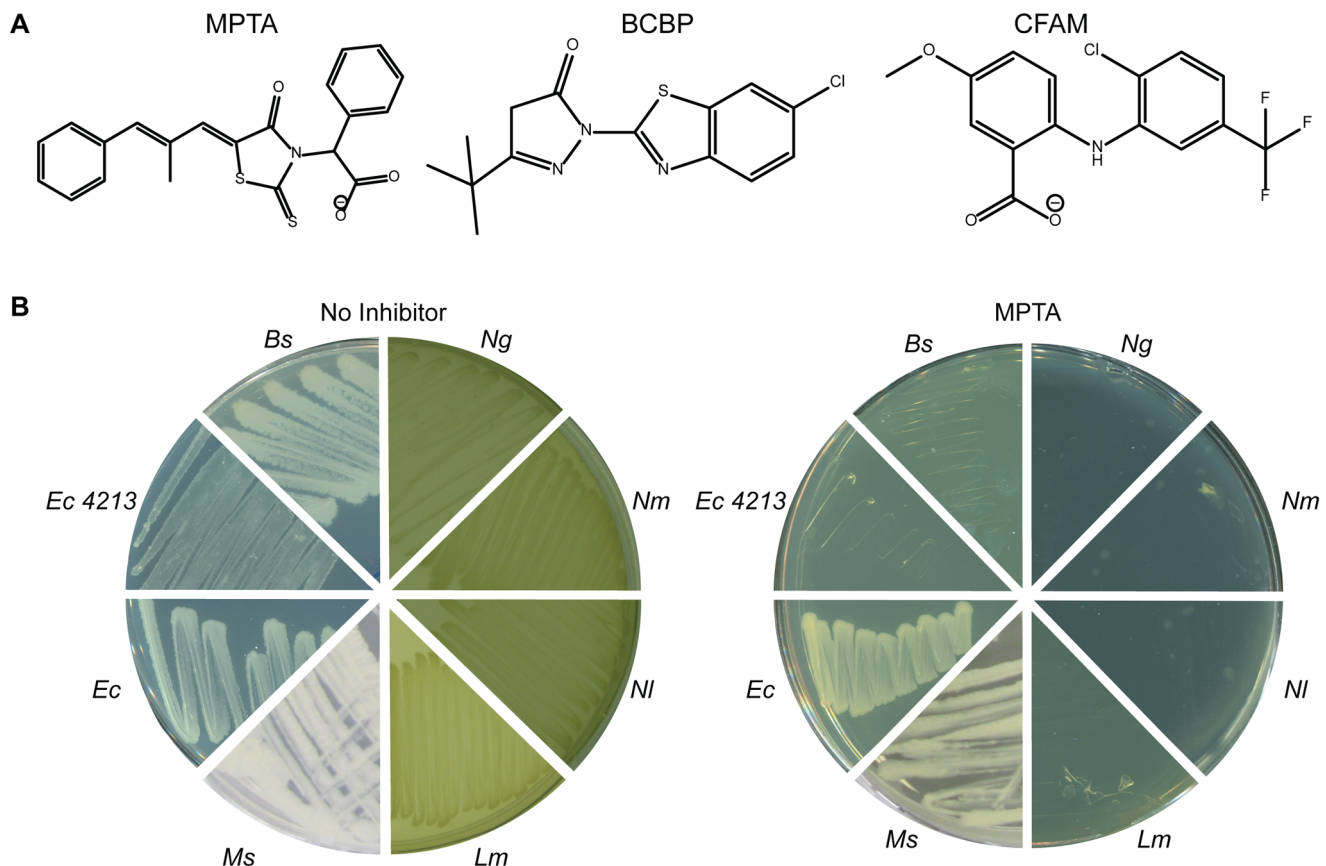 A
MPTA
BCBP
CFAM
O
N
S
S
O
O
⊖
O
N
N
S
N
Cl
O
Cl
N
H
O
O
⊖
F
F
F
B
No Inhibitor
MPTA
Bs
Ng
Ec 4213
Nm
Ec
Nl
Ms
Lm
Bs
Ng
Ec 4213
Nm
Ec
Nl
Ms
Lm